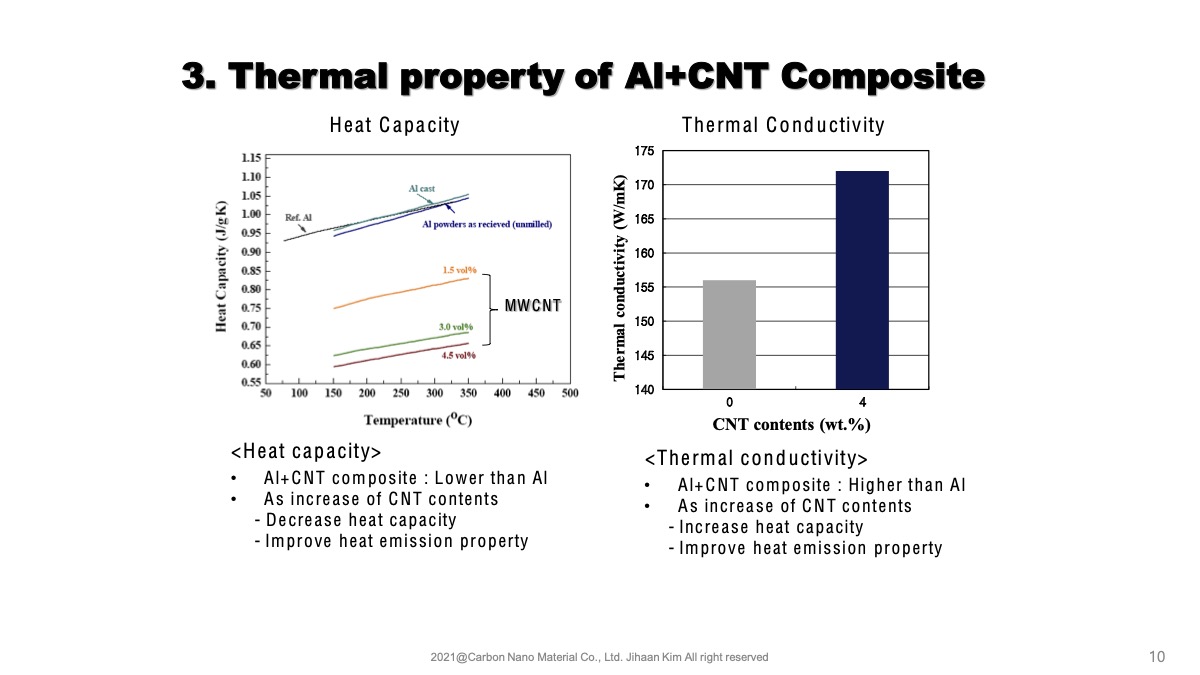 3. Thermal property of Al+CNT Composite
Heat Capacity
1.15
1.10
1.05
1.00
0.95
0.90
0.85
0.80
0.75
0.70
0.65
0.60
0.55
Heat Capacity (J/gK)
Al cast
Ref. Al
Al powders as recieved (unmilled)
1.5 vol%
MWCNT
3.0 vol%
4.5 vol%
50 100 150 200 250 300 350 400 450 500
Temperature (°C)
Thermal Conductivity
175
170
165
160
155
150
145
140
Thermal conductivity (W/mK)
0 4
CNT contents (wt.%)
<Heat capacity>
• Al+CNT composite : Lower than Al
• As increase of CNT contents
- Decrease heat capacity
- Improve heat emission property
<Thermal conductivity>
• Al+CNT composite : Higher than Al
• As increase of CNT contents
- Increase heat capacity
- Improve heat emission property
2021@Carbon Nano Material Co., Ltd. Jihaan Kim All right reserved
10